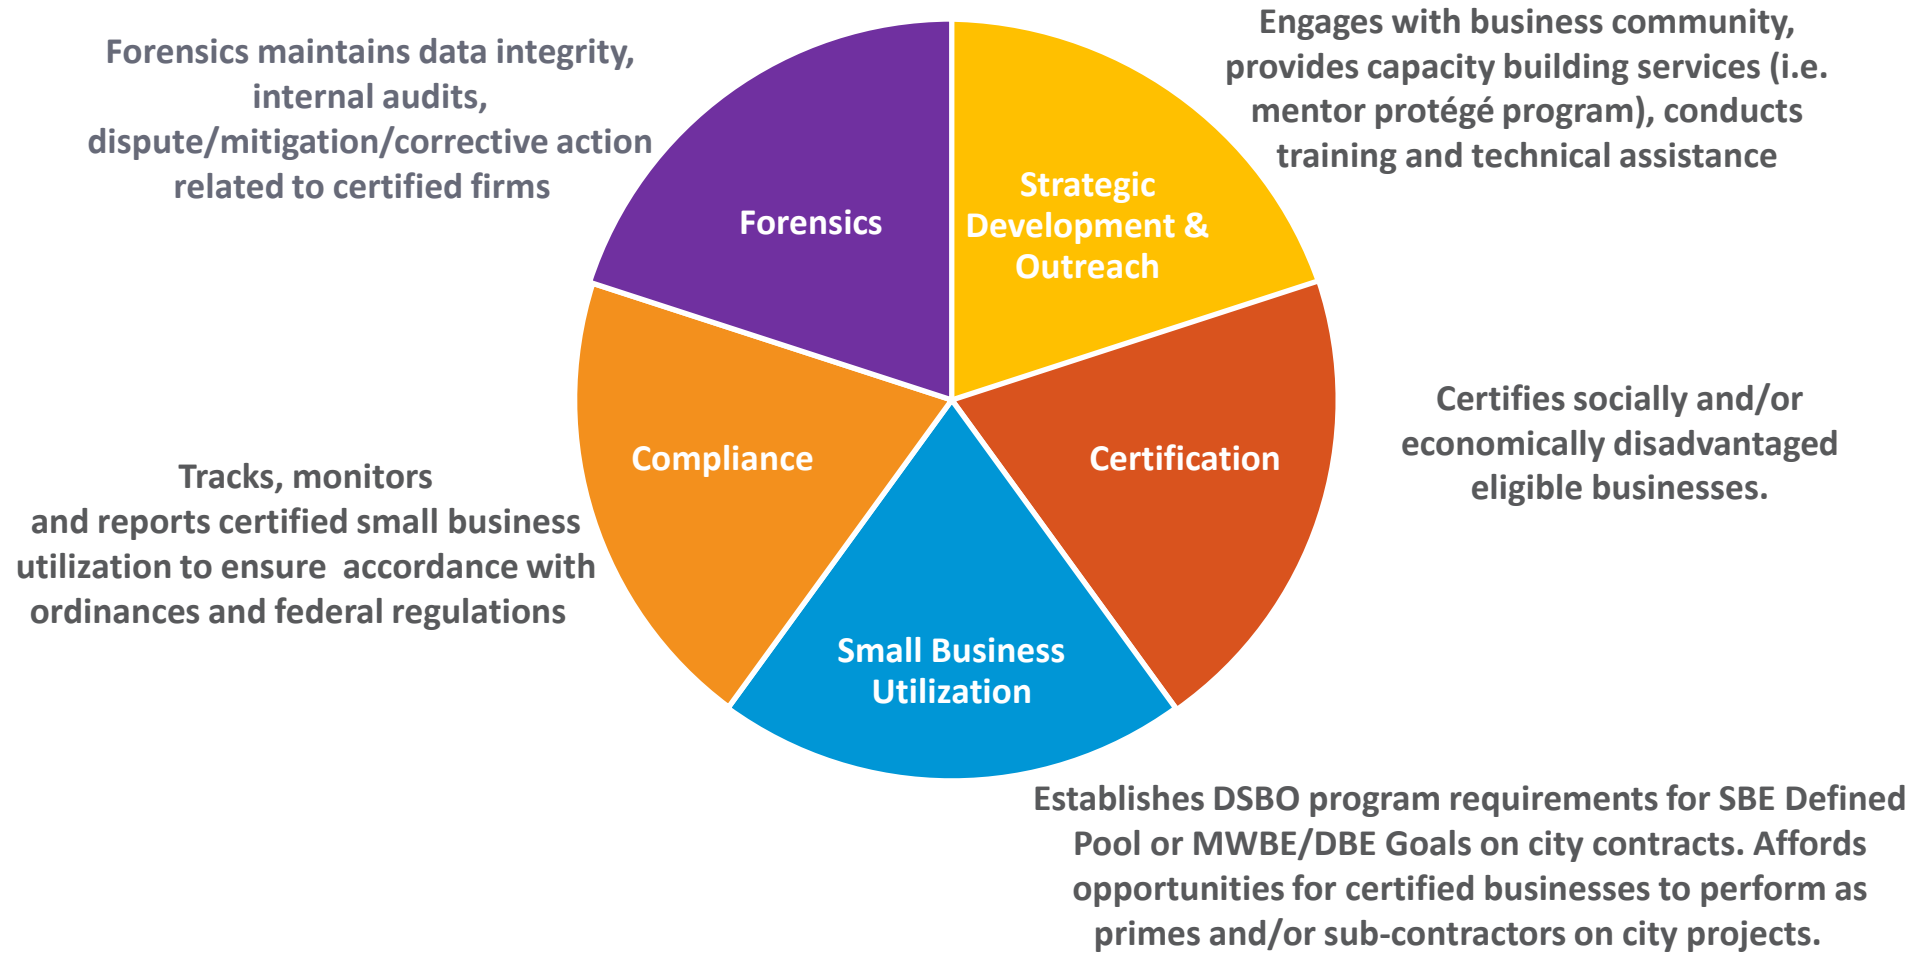 Engages with business community,
provides capacity building services (i.e.
mentor protégé program), conducts
training and technical assistance
Forensics maintains data integrity,
internal audits,
dispute/mitigation/corrective action
related to certified firms
Strategic
Development &
Outreach
Forensics
Certifies socially and/or
economically disadvantaged
eligible businesses.
Certification
Compliance
Tracks, monitors
and reports certified small business
utilization to ensure  accordance with
ordinances and federal regulations
Small Business
Utilization
Establishes DSBO program requirements for SBE Defined
Pool or MWBE/DBE Goals on city contracts. Affords
opportunities for certified businesses to perform as
primes and/or sub-contractors on city projects.